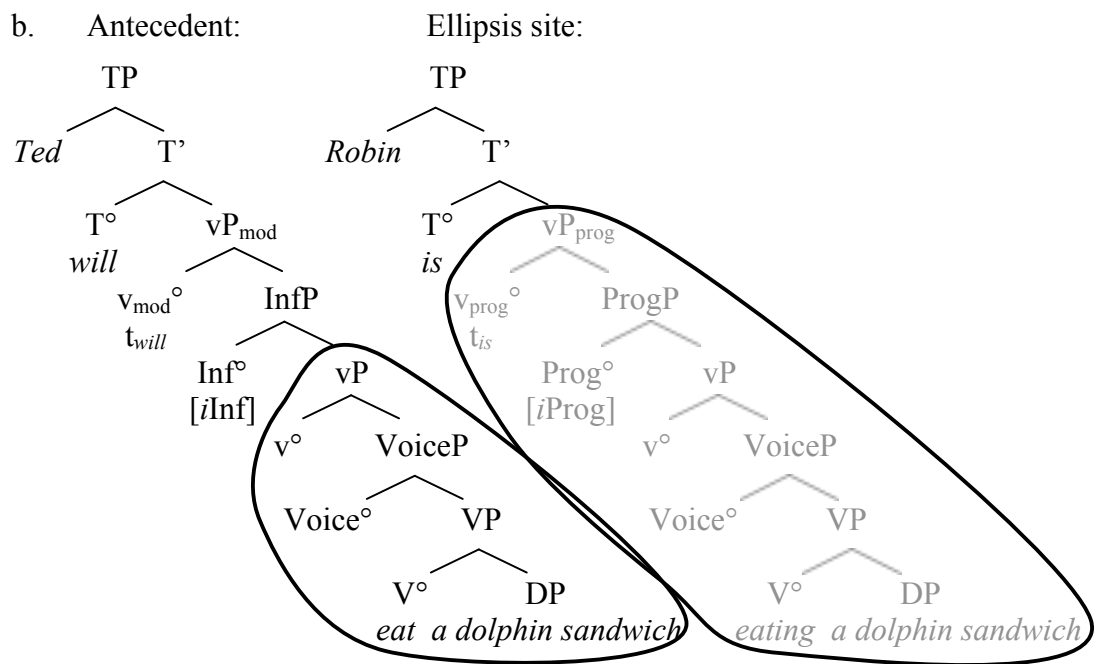 b. Antecedent: Ellipsis site:
TP TP
Ted T’ Robin T’
T° vPmod T° vPprog
will is
vmod° InfP vprog° ProgP
twill tis
Inf° vP Prog° vP
[iInf] [iProg]
v° VoiceP v° VoiceP
Voice° VP Voice° VP
V° DP V° DP
eat a dolphin sandwich eating a dolphin sandwich